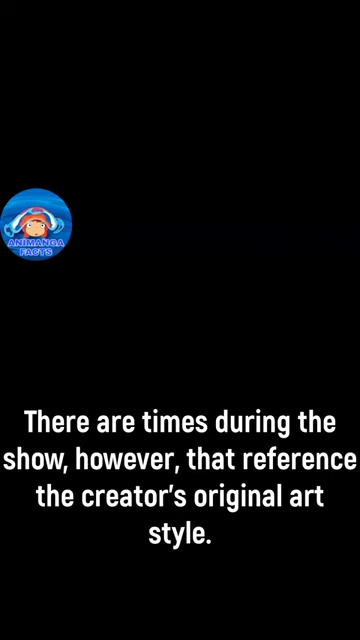 ANIMANGA
FACTS
There are times during the
show, however, that reference
the creator's original art
style.